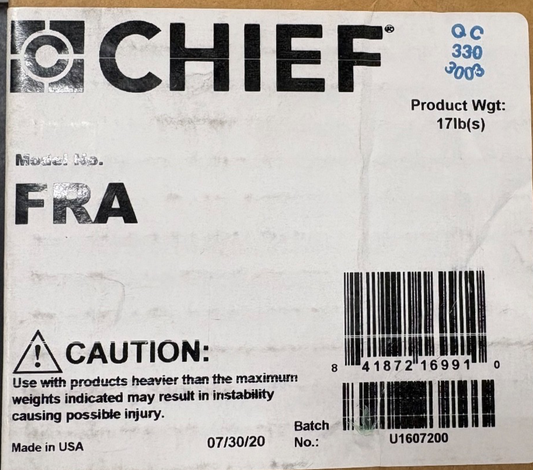 CHIEF®
QC
330
3003
Product Wgt:
17lb(s)
Model No.
FRA
CAUTION:
Use with products heavier than the maximum
weights indicated may result in instability
causing possible injury.
8 41872 16991 0
Made in USA
07/30/20
Batch
No.:
U1607200